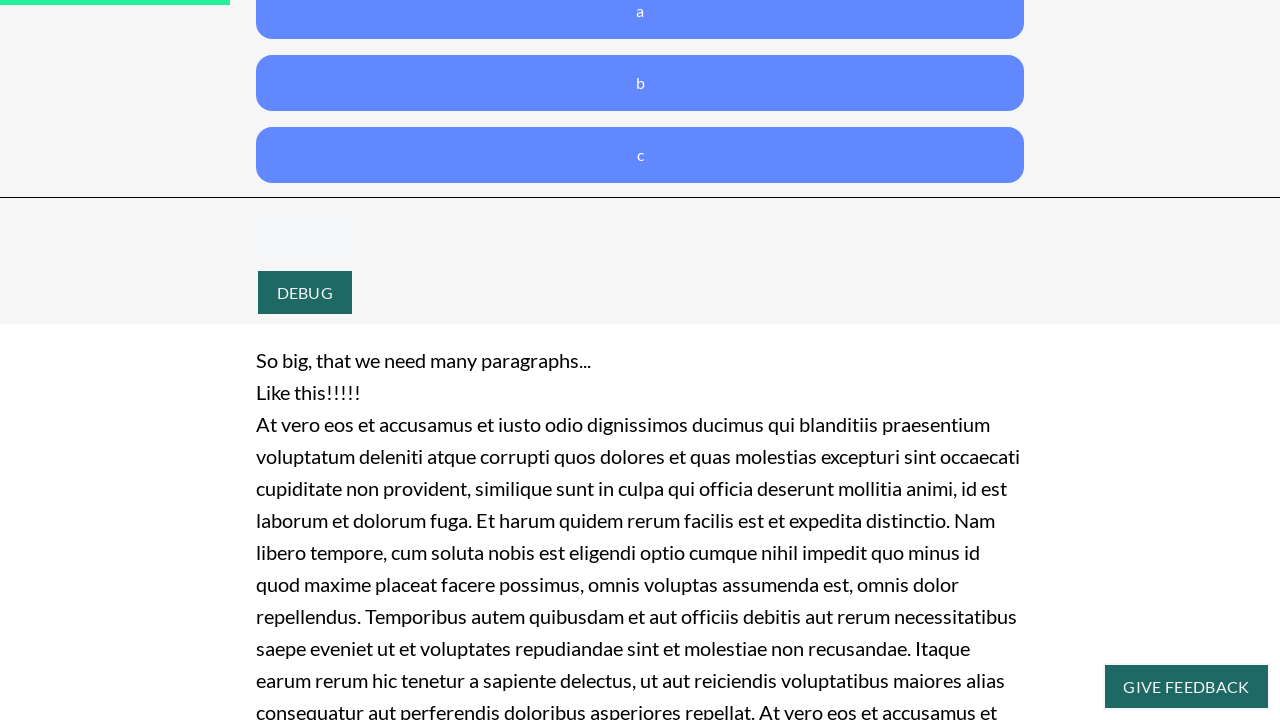 a
b
c
DEBUG
So big, that we need many paragraphs...
Like this!!!!!
At vero eos et accusamus et iusto odio dignissimos ducimus qui blanditiis praesentium
voluptatum deleniti atque corrupti quos dolores et quas molestias excepturi sint occaecati
cupiditate non provident, similique sunt in culpa qui officia deserunt mollitia animi, id est
laborum et dolorum fuga. Et harum quidem rerum facilis est et expedita distinctio. Nam
libero tempore, cum soluta nobis est eligendi optio cumque nihil impedit quo minus id
quod maxime placeat facere possimus, omnis voluptas assumenda est, omnis dolor
repellendus. Temporibus autem quibusdam et aut officiis debitis aut rerum necessitatibus
saepe eveniet ut et voluptates repudiandae sint et molestiae non recusandae. Itaque
earum rerum hic tenetur a sapiente delectus, ut aut reiciendis voluptatibus maiores alias
consequatur aut perferendis doloribus asperiores repellat. At vero eos et accusamus et
GIVE FEEDBACK